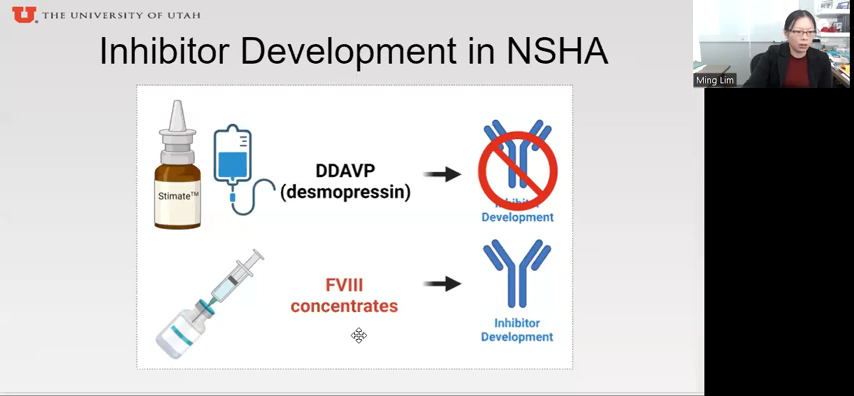 THE UNIVERSITY OF UTAH
Inhibitor Development in NSHA
Ming Lim
Stimate™
DDAVP
(desmopressin)
Inhibitor
Development
FVIII
concentrates
Inhibitor
Development